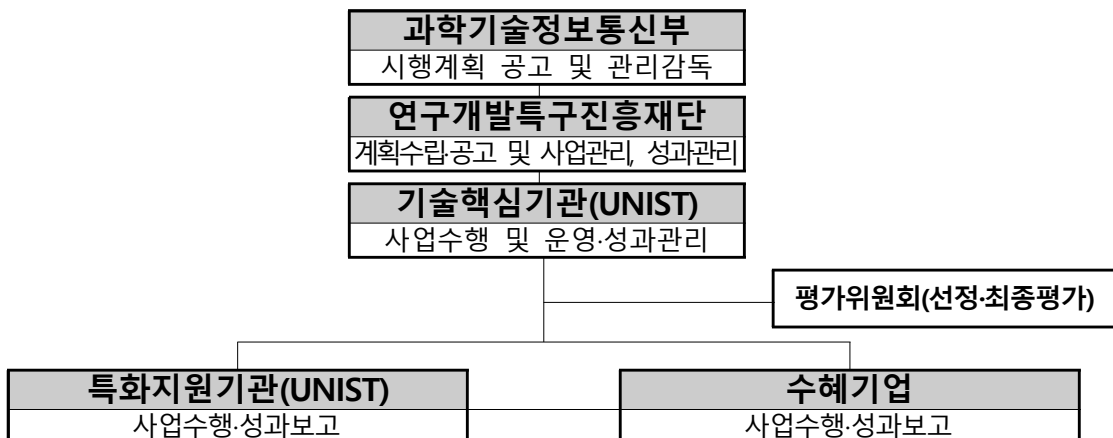 과학기술정보통신부
시행계획 공고 및 관리감독
연구개발특구진흥재단
계획수립·공고 및 사업관리, 성과관리
기술핵심기관(UNIST)
사업수행 및 운영·성과관리
평가위원회(선정·최종평가)
특화지원기관(UNIST)
수혜기업
사업수행·성과보고
사업수행·성과보고